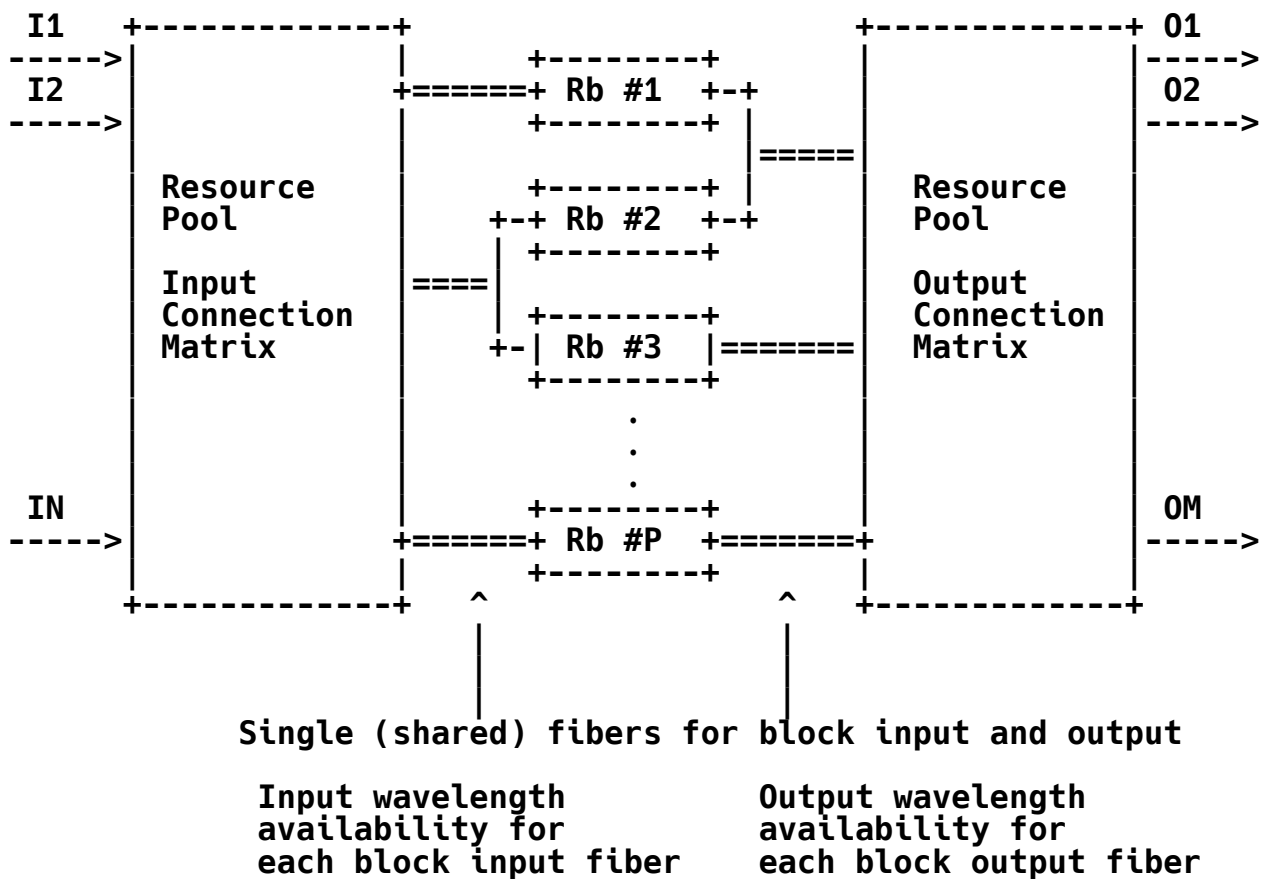 I1 O1
I2 Rb #1 O2
Resource Resource
Pool Rb #2 Pool
Input Output
Connection Connection
Matrix Rb #3 Matrix
IN OM
Rb #P
Single (shared) fibers for block input and output
Input wavelength Output wavelength
availability for availability for
each block input fiber each block output fiber